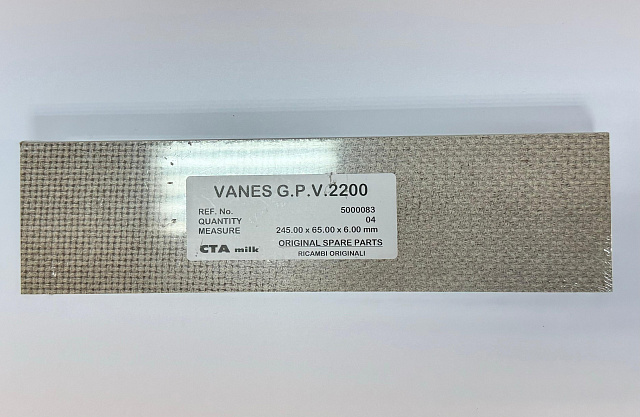 VANES G.P.V.2200
REF. No. 5000083
QUANTITY 04
MEASURE 245.00 x 65.00 x 6.00 mm
CTA milk ORIGINAL SPARE PARTS
RICAMBI ORIGINALI